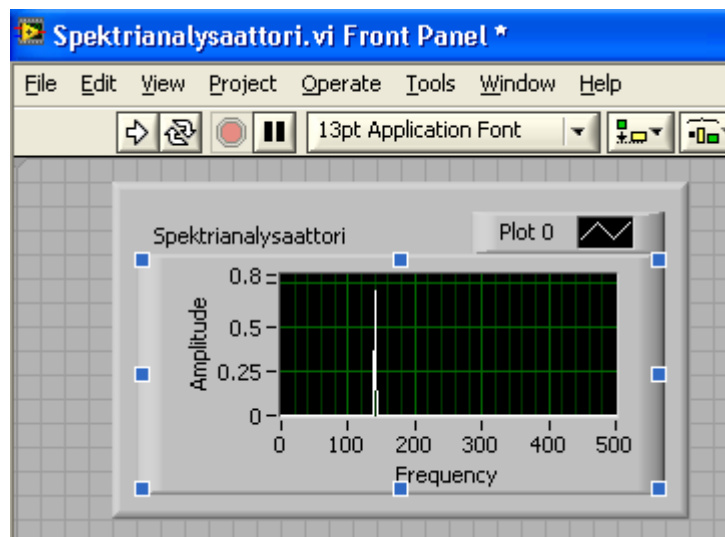 Spektrianalysaattori.vi Front Panel *
File Edit View Project Operate Tools Window Help
13pt Application Font
Spektrianalysaattori
Plot 0
Amplitude
0.8
0.5
0.25
0
0 100 200 300 400 500
Frequency